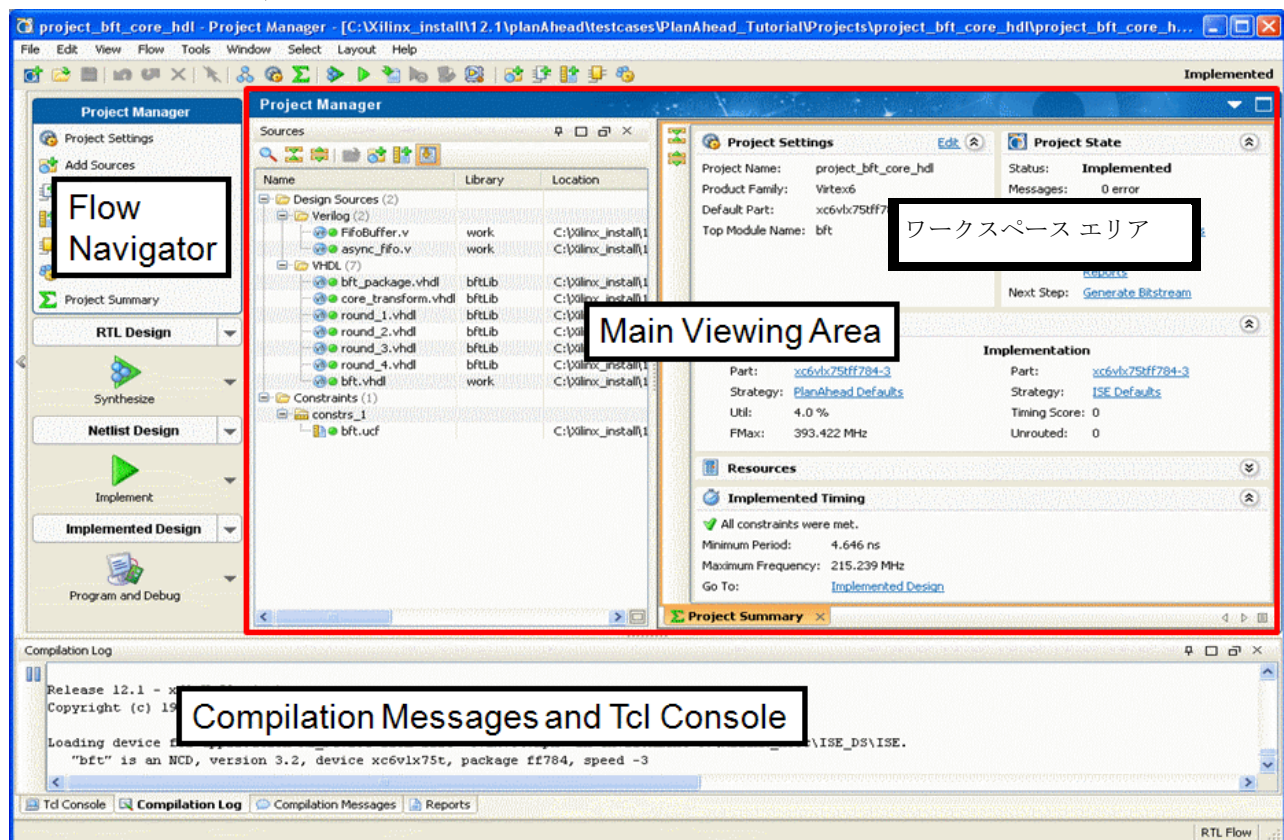 project_bft_core_hdl - Project Manager - [C:\Xilinx_install\12.1\planAhead\testcases\PlanAhead_Tutorial\Projects\project_bft_core_hdl\project_bft_core_h...
File Edit View Flow Tools Window Select Layout Help
Implemented
Project Manager
Project Settings
Add Sources
Flow
Navigator
Project Summary
RTL Design
Synthesize
Netlist Design
Implement
Implemented Design
Program and Debug
Project Manager
Sources
Name Library Location
Design Sources (2)
Verilog (2)
FifoBuffer.v work C:\Xilinx_install\1
async_fifo.v work C:\Xilinx_install\1
VHDL (7)
bft_package.vhdl bftLib C:\Xilinx_install\1
core_transform.vhdl bftLib C:\Xilinx_install\1
round_1.vhdl bftLib
round_2.vhdl bftLib
round_3.vhdl bftLib
round_4.vhdl bftLib C:\Xilinx_install\1
bft.vhdl work C:\Xilinx_install\1
Constraints (1)
constrs_1
bft.ucf C:\Xilinx_install\1
Main Viewing Area
Project Settings Edit
Project Name: project_bft_core_hdl
Product Family: Virtex6
Default Part:
Top Module Name: bft
Project State
Status: Implemented
Messages: 0 error
ワークスペース エリア
Reports
Next Step: Generate Bitstream
Implementation
Part: xc6vlx75tff784-3
Strategy: PlanAhead Defaults
Util: 4.0 %
FMax: 393.422 MHz
Part: xc6vlx75tff784-3
Strategy: ISE Defaults
Timing Score: 0
Unrouted: 0
Resources
Implemented Timing
All constraints were met.
Minimum Period: 4.646 ns
Maximum Frequency: 215.239 MHz
Go To: Implemented Design
Project Summary
Compilation Log
Release 12.1 -
Copyright (c)
Compilation Messages and Tcl Console
Loading device \ISE_DS\ISE.
"bft" is an NCD, version 3.2, device xc6vlx75t, package ff784, speed -3
Tcl Console Compilation Log Compilation Messages Reports
RTL Flow